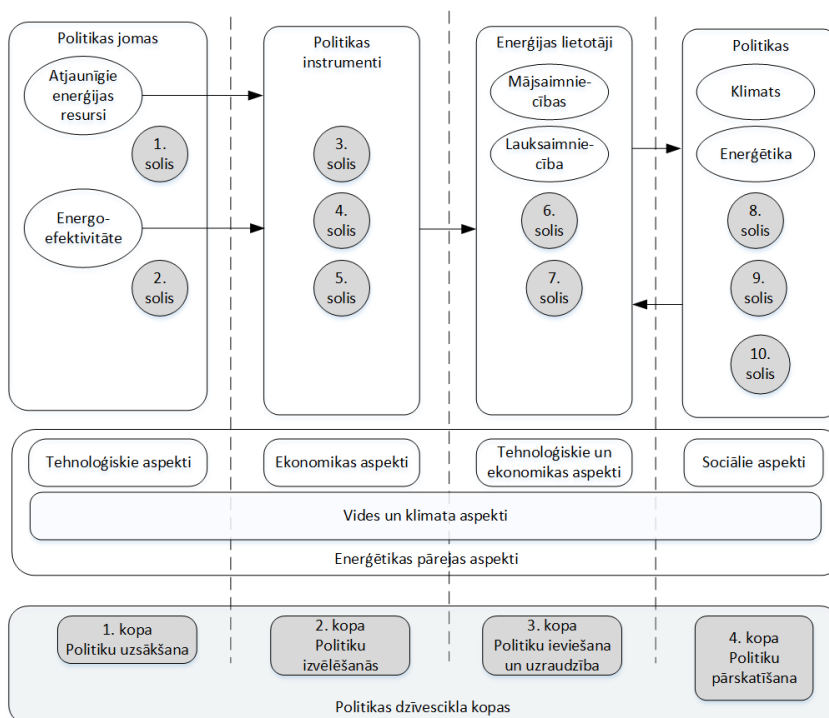 Politikas jomas
Atjaunīgie
enerģijas
resursi
1.
solis
Energo-
efektivitāte
2.
solis
Politikas
instrumenti
3.
solis
4.
solis
5.
solis
Enerģijas lietotāji
Mājsaimnie-
cības
Lauksaimnie-
cība
6.
solis
7.
solis
Politikas
Klimats
Enerģētika
8.
solis
9.
solis
10.
solis
Tehnoloģiskie aspekti
Ekonomikas aspekti
Tehnoloģiskie un
ekonomikas aspekti
Sociālie aspekti
Vides un klimata aspekti
Enerģētikas pārejas aspekti
1. kopa
Politiku uzsākšana
2. kopa
Politiku
izvēlēšanās
3. kopa
Politiku ieviešana
un uzraudzība
4. kopa
Politiku
pārskatīšana
Politikas dzīvescikla kopas